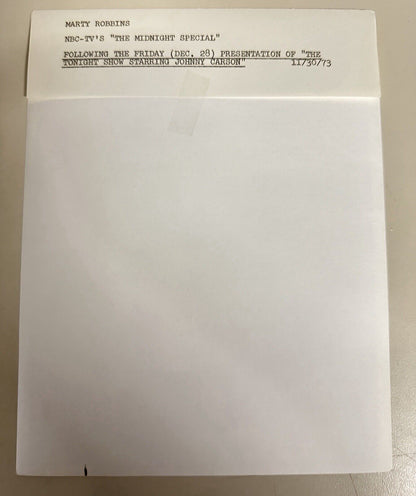 MARTY ROBBINS
NBC-TV'S "THE MIDNIGHT SPECIAL"
FOLLOWING THE FRIDAY (DEC. 28) PRESENTATION OF "THE
TONIGHT SHOW STARRING JOHNNY CARSON" 11/30/73